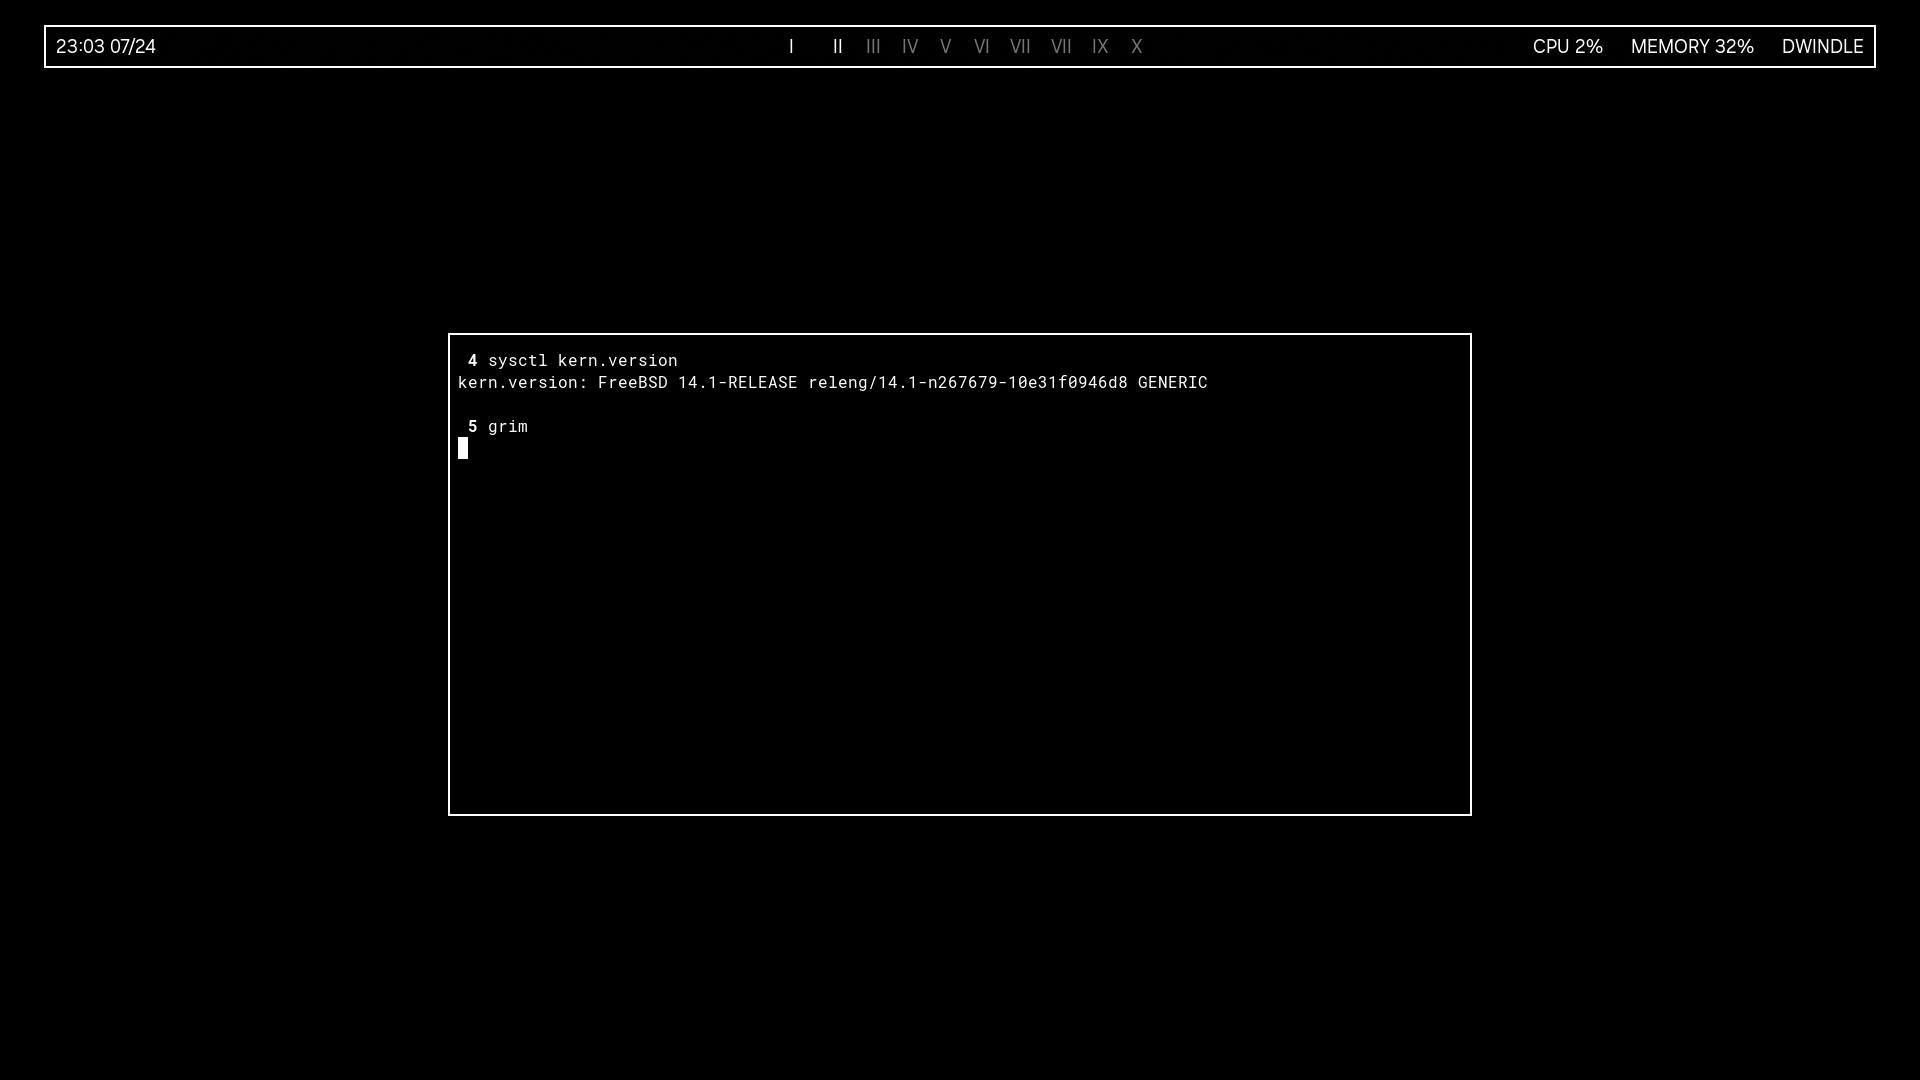 23:03 07/24 I II III IV V VI VII VII IX X CPU 2% MEMORY 32% DWINDLE
4 sysctl kern.version
kern.version: FreeBSD 14.1-RELEASE releng/14.1-n267679-10e31f0946d8 GENERIC
5 grim